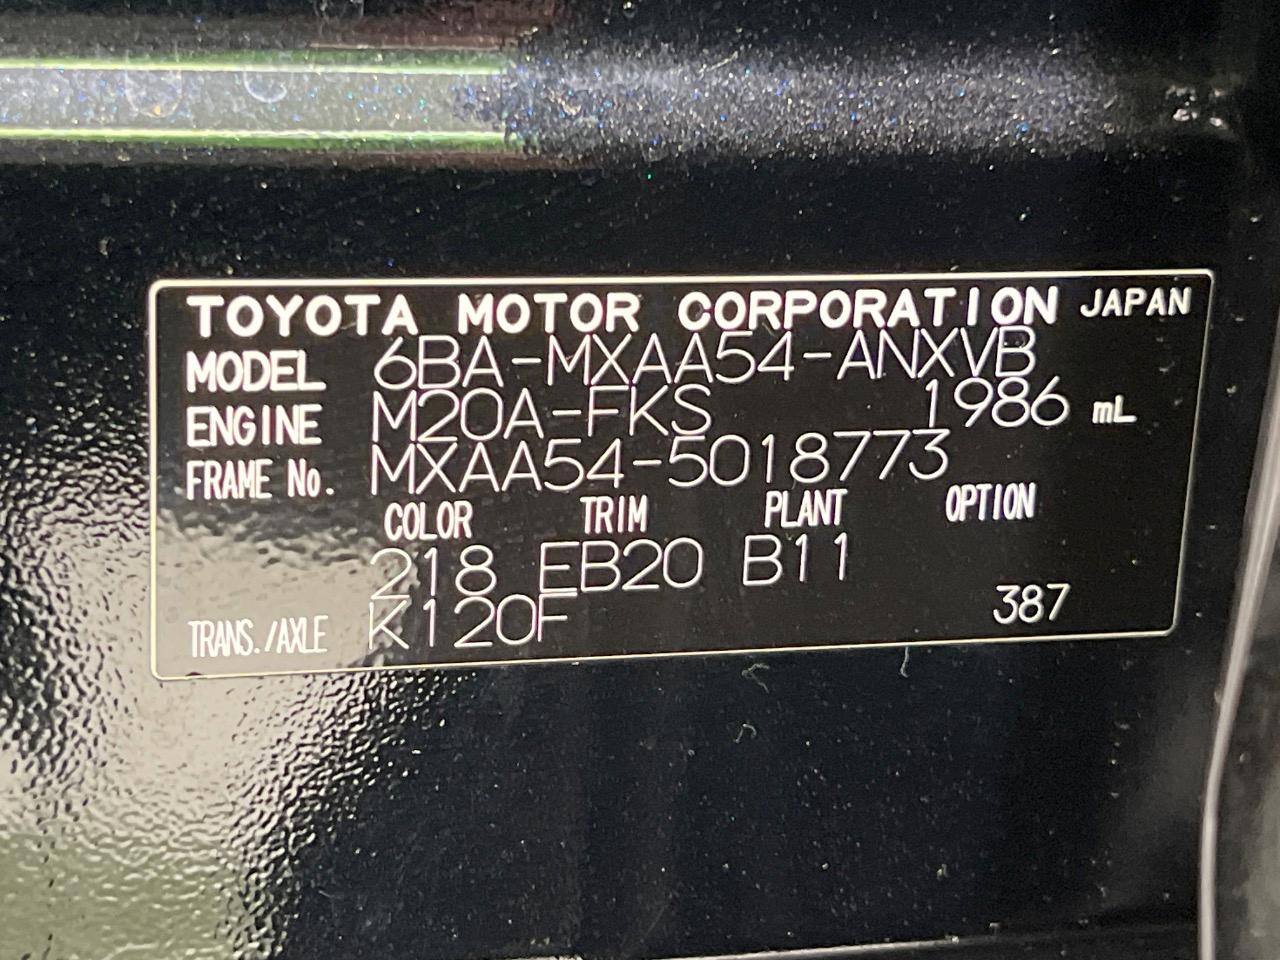 TOYOTA MOTOR CORPORATION JAPAN
MODEL 6BA-MXAA54-ANXVB
ENGINE M20A-FKS 1986 mL
FRAME No. MXAA54-5018773
COLOR TRIM PLANT OPTION
218 EB20 B11
TRANS./AXLE K120F 387